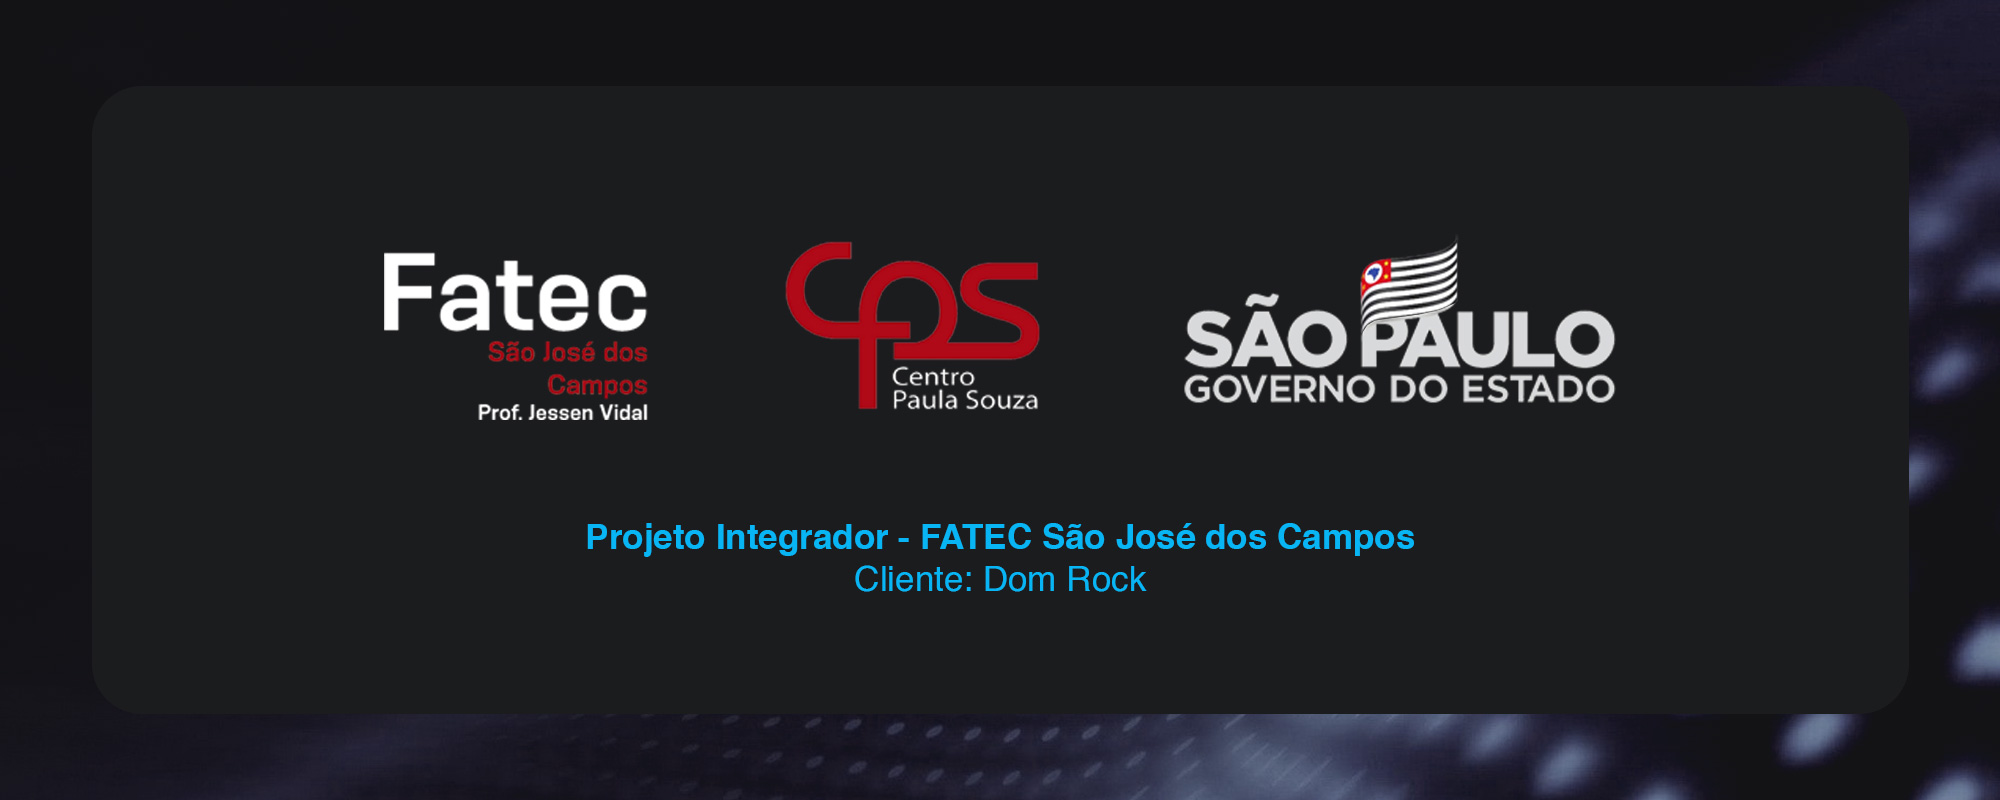 Fatec
São José dos
Campos
Prof. Jessen Vidal
CPS
Centro
Paula Souza
SÃO PAULO
GOVERNO DO ESTADO
Projeto Integrador - FATEC São José dos Campos
Cliente: Dom Rock